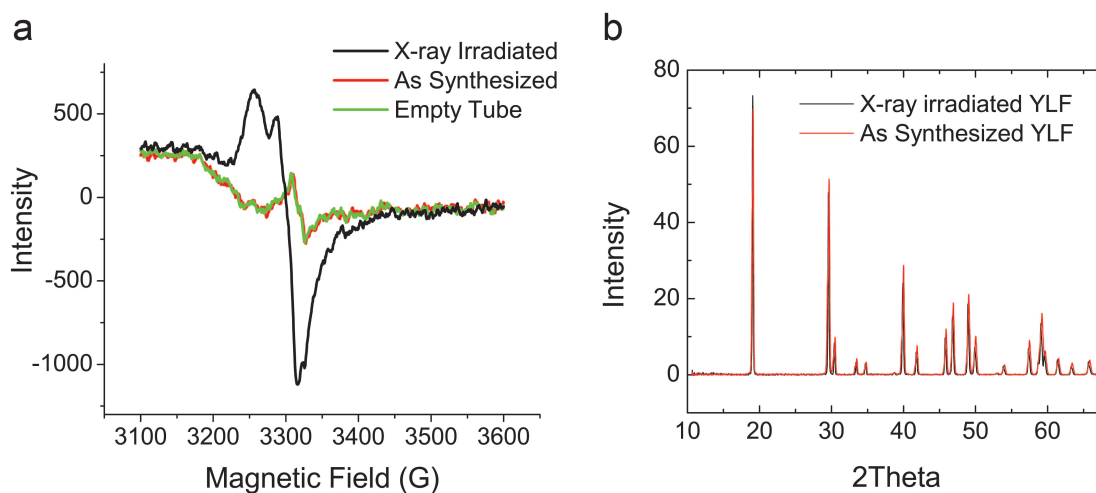 a
X-ray Irradiated
As Synthesized
Empty Tube
500
0
-500
-1000
Intensity
3100 3200 3300 3400 3500 3600
Magnetic Field (G)
b
X-ray irradiated YLF
As Synthesized YLF
80
60
40
20
0
Intensity
10 20 30 40 50 60
2Theta